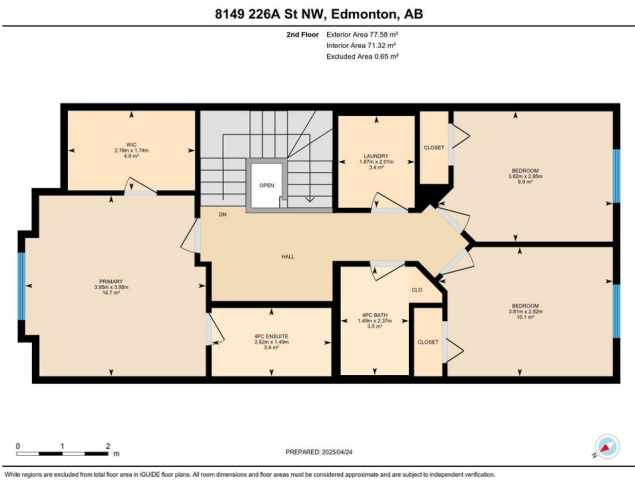 8149 226A St NW, Edmonton, AB
2nd Floor Exterior Area 77.58 m²
Interior Area 71.32 m²
Excluded Area 0.65 m²
WIC
2.78m x 1.74m
4.8 m²
LAUNDRY
1.67m x 2.01m
3.4 m²
CLOSET
BEDROOM
3.82m x 2.85m
9.9 m²
OPEN
DN
HALL
PRIMARY
3.95m x 3.95m
14.7 m²
CLO
4PC BATH
1.49m x 2.37m
3.5 m²
BEDROOM
3.81m x 2.82m
10.1 m²
4PC ENSUITE
2.62m x 1.49m
3.9 m²
CLOSET
0 1 2
m
PREPARED: 2025/04/24
N
White regions are excluded from total floor area in iGUIDE floor plans. All room dimensions and floor areas must be considered approximate and are subject to independent verification.